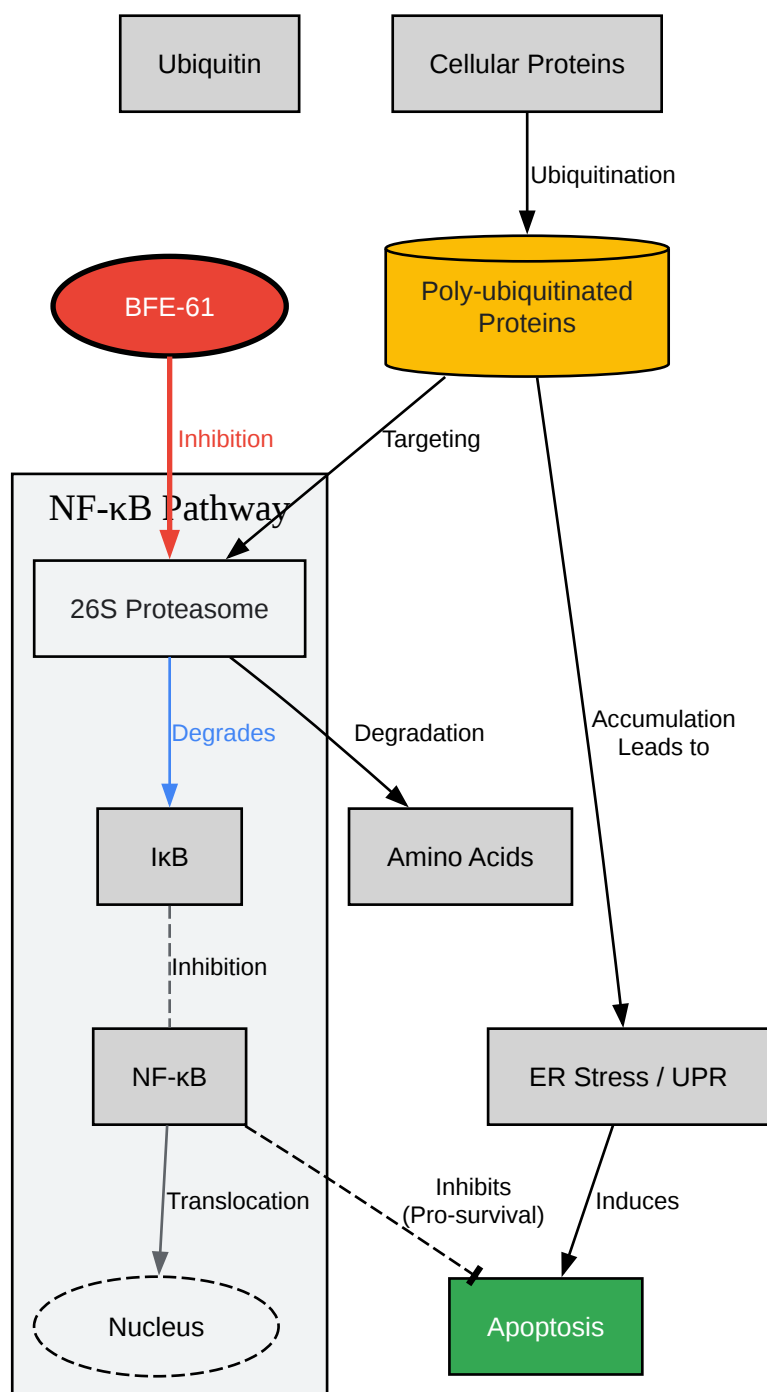 Ubiquitin
Cellular Proteins
Ubiquitination
BFE-61
Poly-ubiquitinated
Proteins
Inhibition
Targeting
NF-κB Pathway
26S Proteasome
Degrades
Degradation
Accumulation
Leads to
IκB
Amino Acids
Inhibition
NF-κB
ER Stress / UPR
Translocation
Inhibits
(Pro-survival)
Induces
Nucleus
Apoptosis